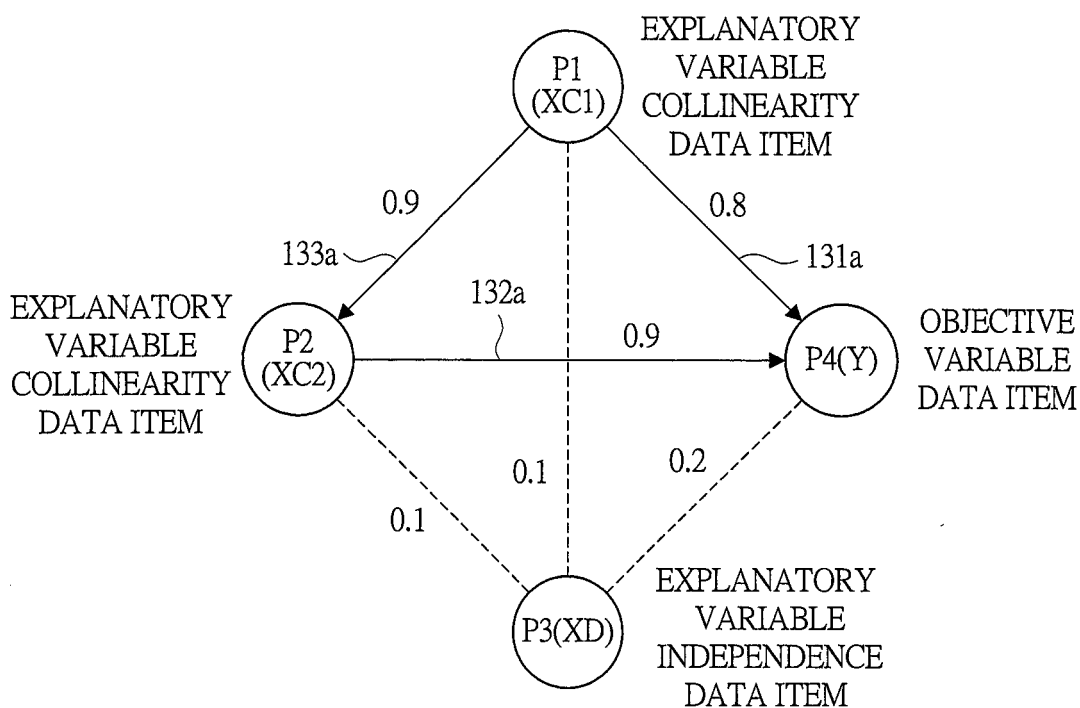 P1
(XC1)
EXPLANATORY
VARIABLE
COLLINEARITY
DATA ITEM
0.9
0.8
133a
131a
132a
EXPLANATORY
VARIABLE
COLLINEARITY
DATA ITEM
P2
(XC2)
0.9
P4(Y)
OBJECTIVE
VARIABLE
DATA ITEM
0.1
0.1
0.2
P3(XD)
EXPLANATORY
VARIABLE
INDEPENDENCE
DATA ITEM